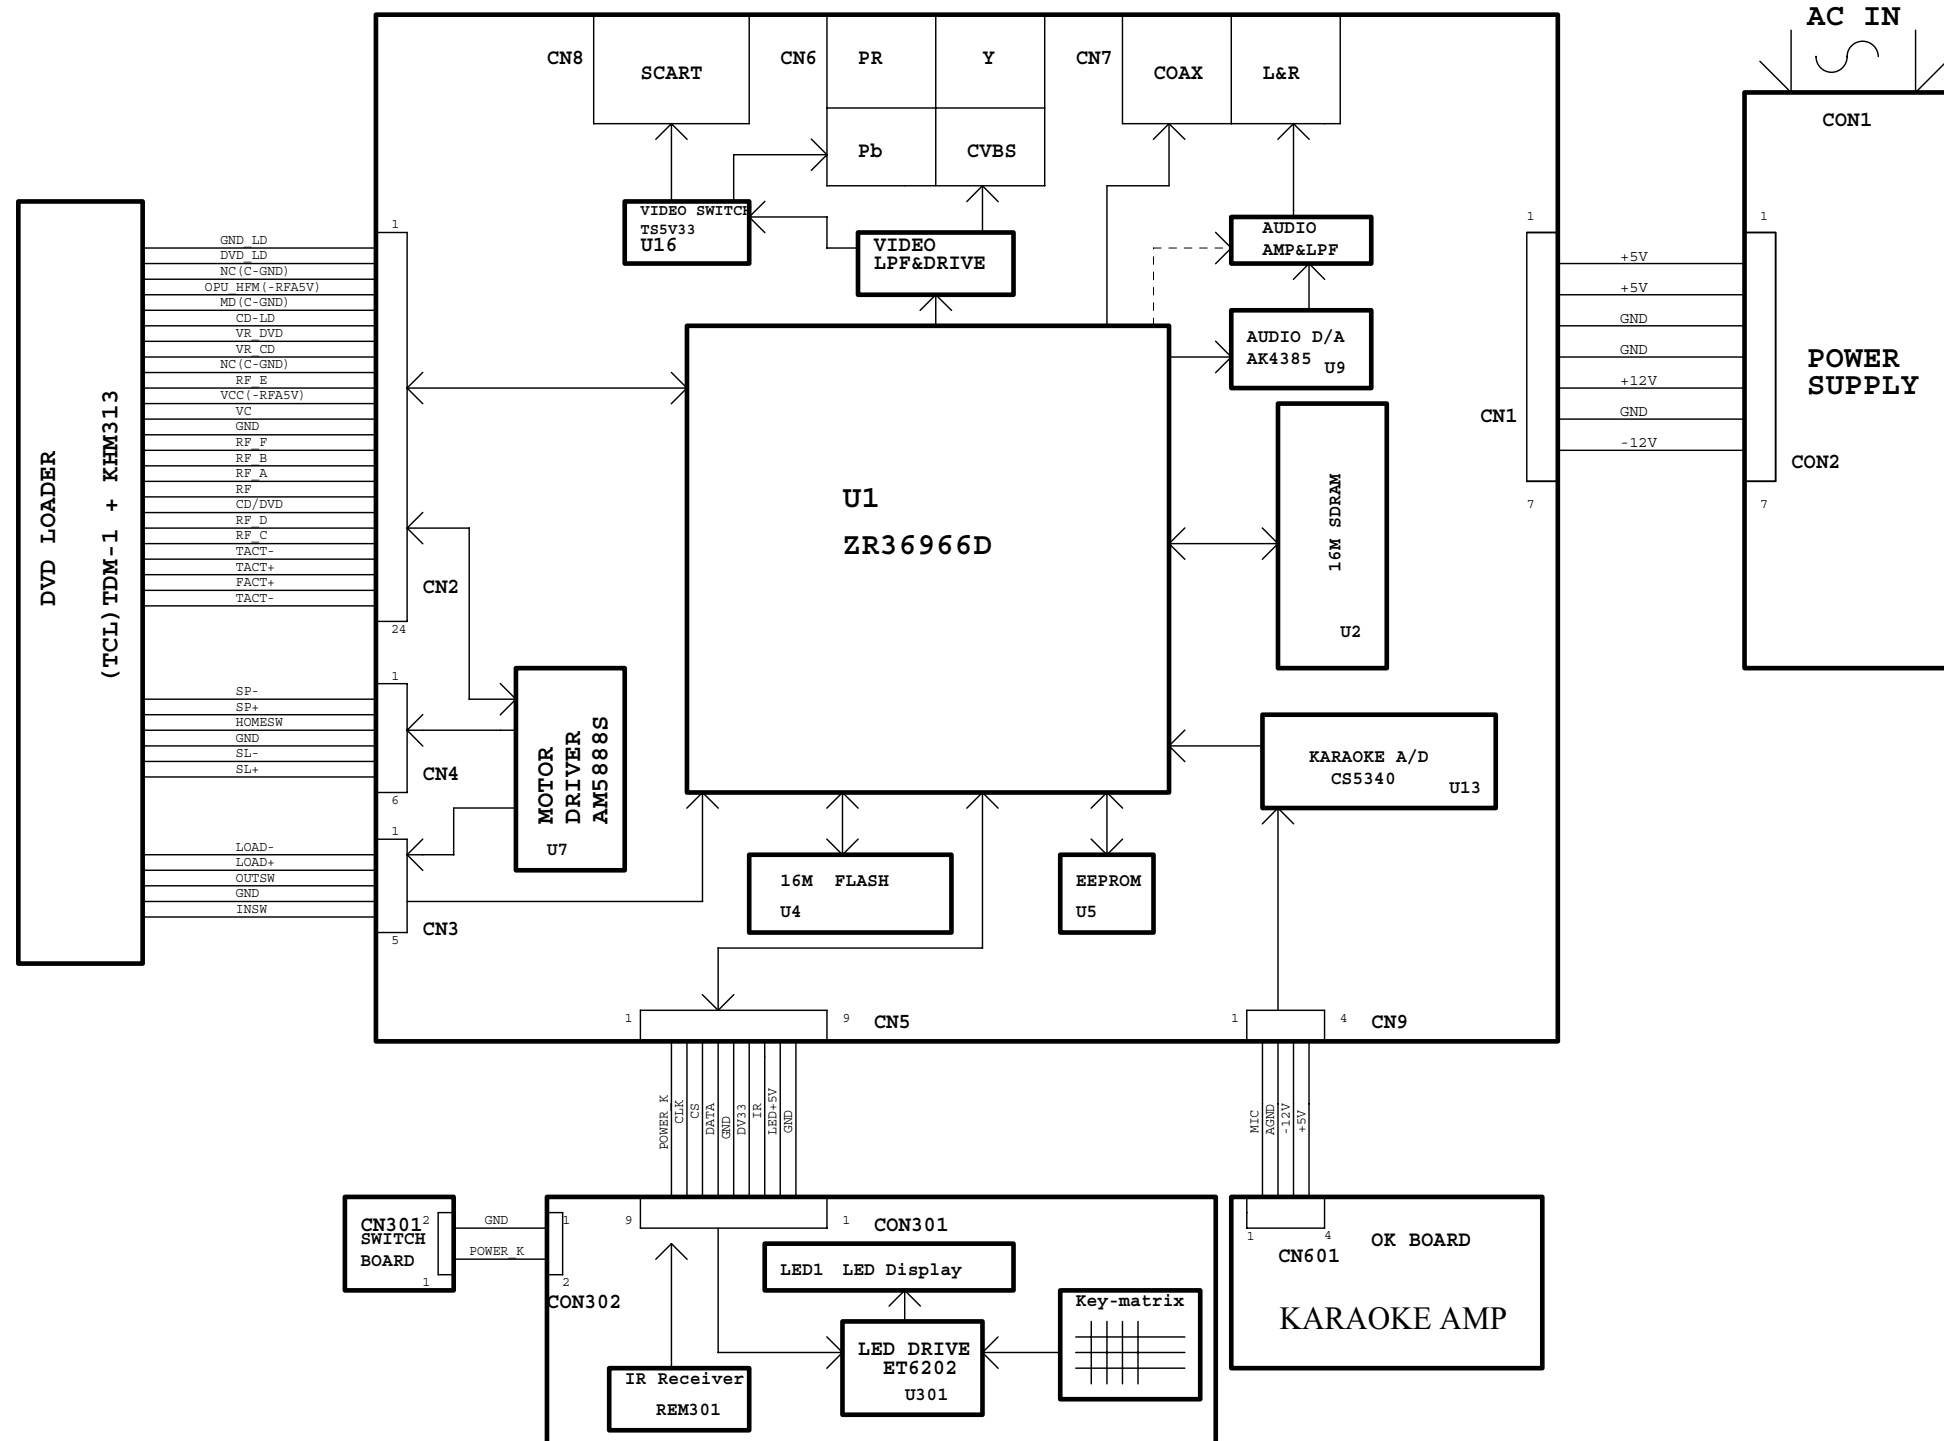 AC IN
CN8
SCART
CN6
PR
Y
Pb
CVBS
CN7
COAX
L&R
CON1
VIDEO SWITCH
TS5V33
U16
VIDEO
LPF&DRIVE
AUDIO
AMP&LPF
AUDIO D/A
AK4385
U9
1
GND_LD
DVD_LD
NC(C-GND)
OPU_HFM(-RFA5V)
MD(C-GND)
CD-LD
VR_DVD
VR_CD
NC(C-GND)
RF_E
VCC(-RFA5V)
VC
GND
RF_F
RF_B
RF_A
RF
CD/DVD
RF_D
RF_C
TACT-
TACT+
FACT+
TACT-
CN2
24
DVD LOADER
(TCL)TDM-1 + KHM313
1
SP-
SP+
HOMESW
GND
SL-
SL+
CN4
6
1
LOAD-
LOAD+
OUTSW
GND
INSW
CN3
5
MOTOR
DRIVER
AM5888S
U7
U1
ZR36966D
16M SDRAM
U2
KARAOKE A/D
CS5340
U13
16M FLASH
U4
EEPROM
U5
1
CN1
7
+5V
+5V
GND
GND
+12V
GND
-12V
1
CON2
7
POWER
SUPPLY
1
9
CN5
1
4
CN9
POWER_K
CLK
CS
DATA
GND
DV33
IR
LED+5V
GND
MIC
AGND
-12V
+5V
CN301
2
SWITCH
BOARD
1
GND
POWER_K
1
2
CON302
9
1
CON301
LED1 LED Display
LED DRIVE
ET6202
U301
Key-matrix
IR Receiver
REM301
1
4
CN601
OK BOARD
KARAOKE AMP